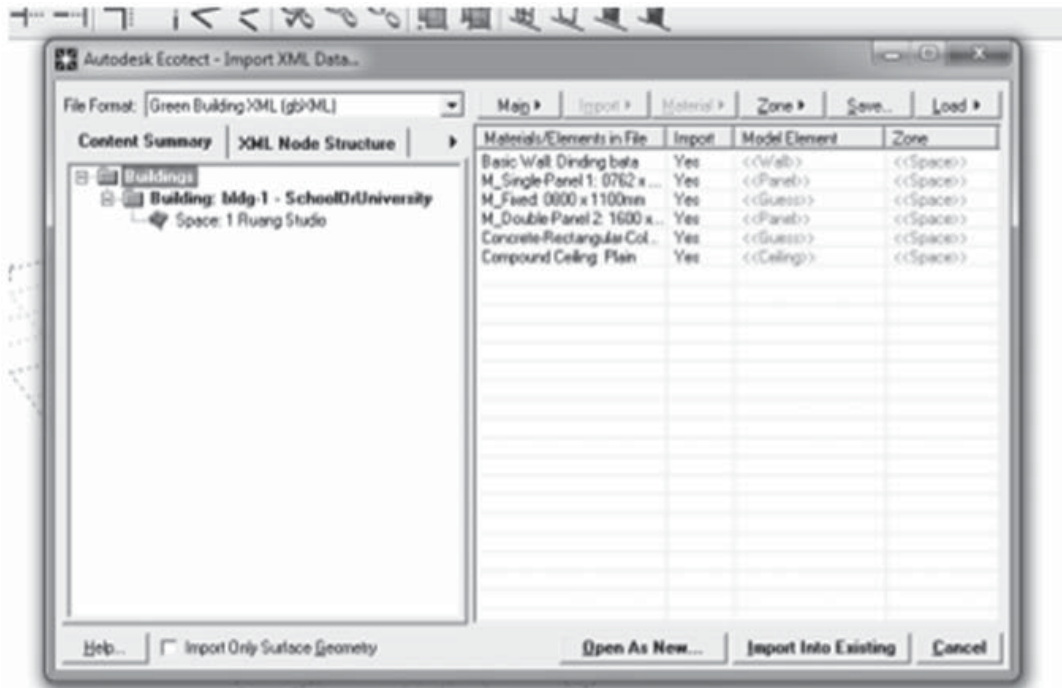 Autodesk Ecotect - Import XML Data...
File Format: Green Building XML (gbXML)
Main Import Material Zone Save... Load
Content Summary XML Node Structure
Materials/Elements in File Import Model Element Zone
Buildings
Building: bldg-1 - SchoolOrUniversity
Space: 1 Ruang Studio
Basic Wall: Dinding bata Yes <<Wall>> <<Space>>
M_Single-Panel 1: 0762 x ... Yes <<Panel>> <<Space>>
M_Fixed: 0800 x 1100mm Yes <<Guess>> <<Space>>
M_Double-Panel 2: 1600 x... Yes <<Panel>> <<Space>>
Concrete-Rectangular-Col... Yes <<Guess>> <<Space>>
Compound Ceiling: Plain Yes <<Ceiling>> <<Space>>
Help... Import Only Surface Geometry Open As New... Import Into Existing Cancel